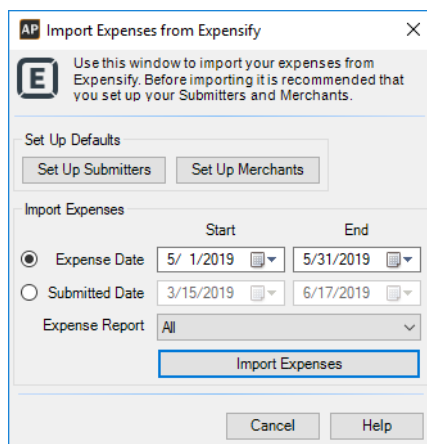 AP Import Expenses from Expensify
E
Use this window to import your expenses from
Expensify. Before importing it is recommended that
you set up your Submitters and Merchants.
Set Up Defaults
Set Up Submitters Set Up Merchants
Import Expenses
Start End
Expense Date 5/ 1/2019 5/31/2019
Submitted Date 3/15/2019 6/17/2019
Expense Report All
Import Expenses
Cancel Help